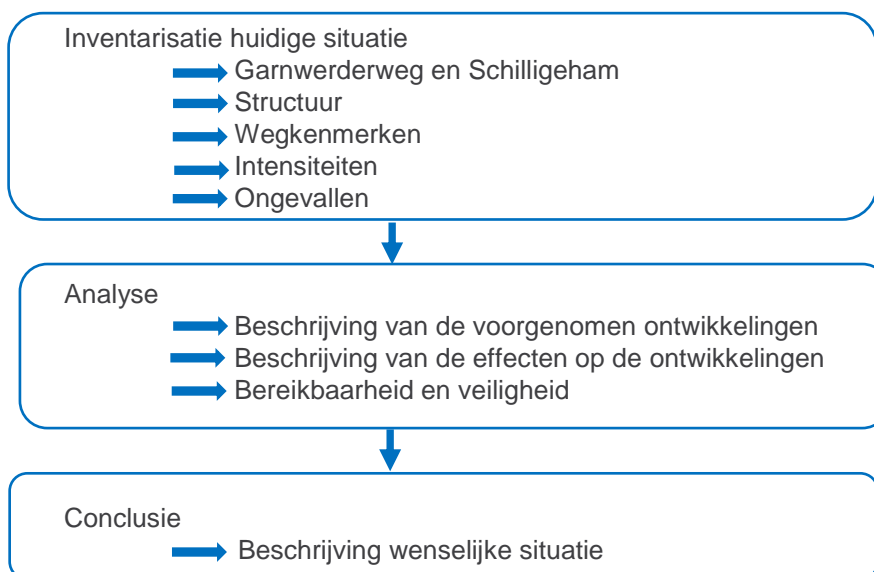 Inventarisatie huidige situatie
Garnwerderweg en Schilligeham
Structuur
Wegkenmerken
Intensiteiten
Ongevallen
Analyse
Beschrijving van de voorgenomen ontwikkelingen
Beschrijving van de effecten op de ontwikkelingen
Bereikbaarheid en veiligheid
Conclusie
Beschrijving wenselijke situatie